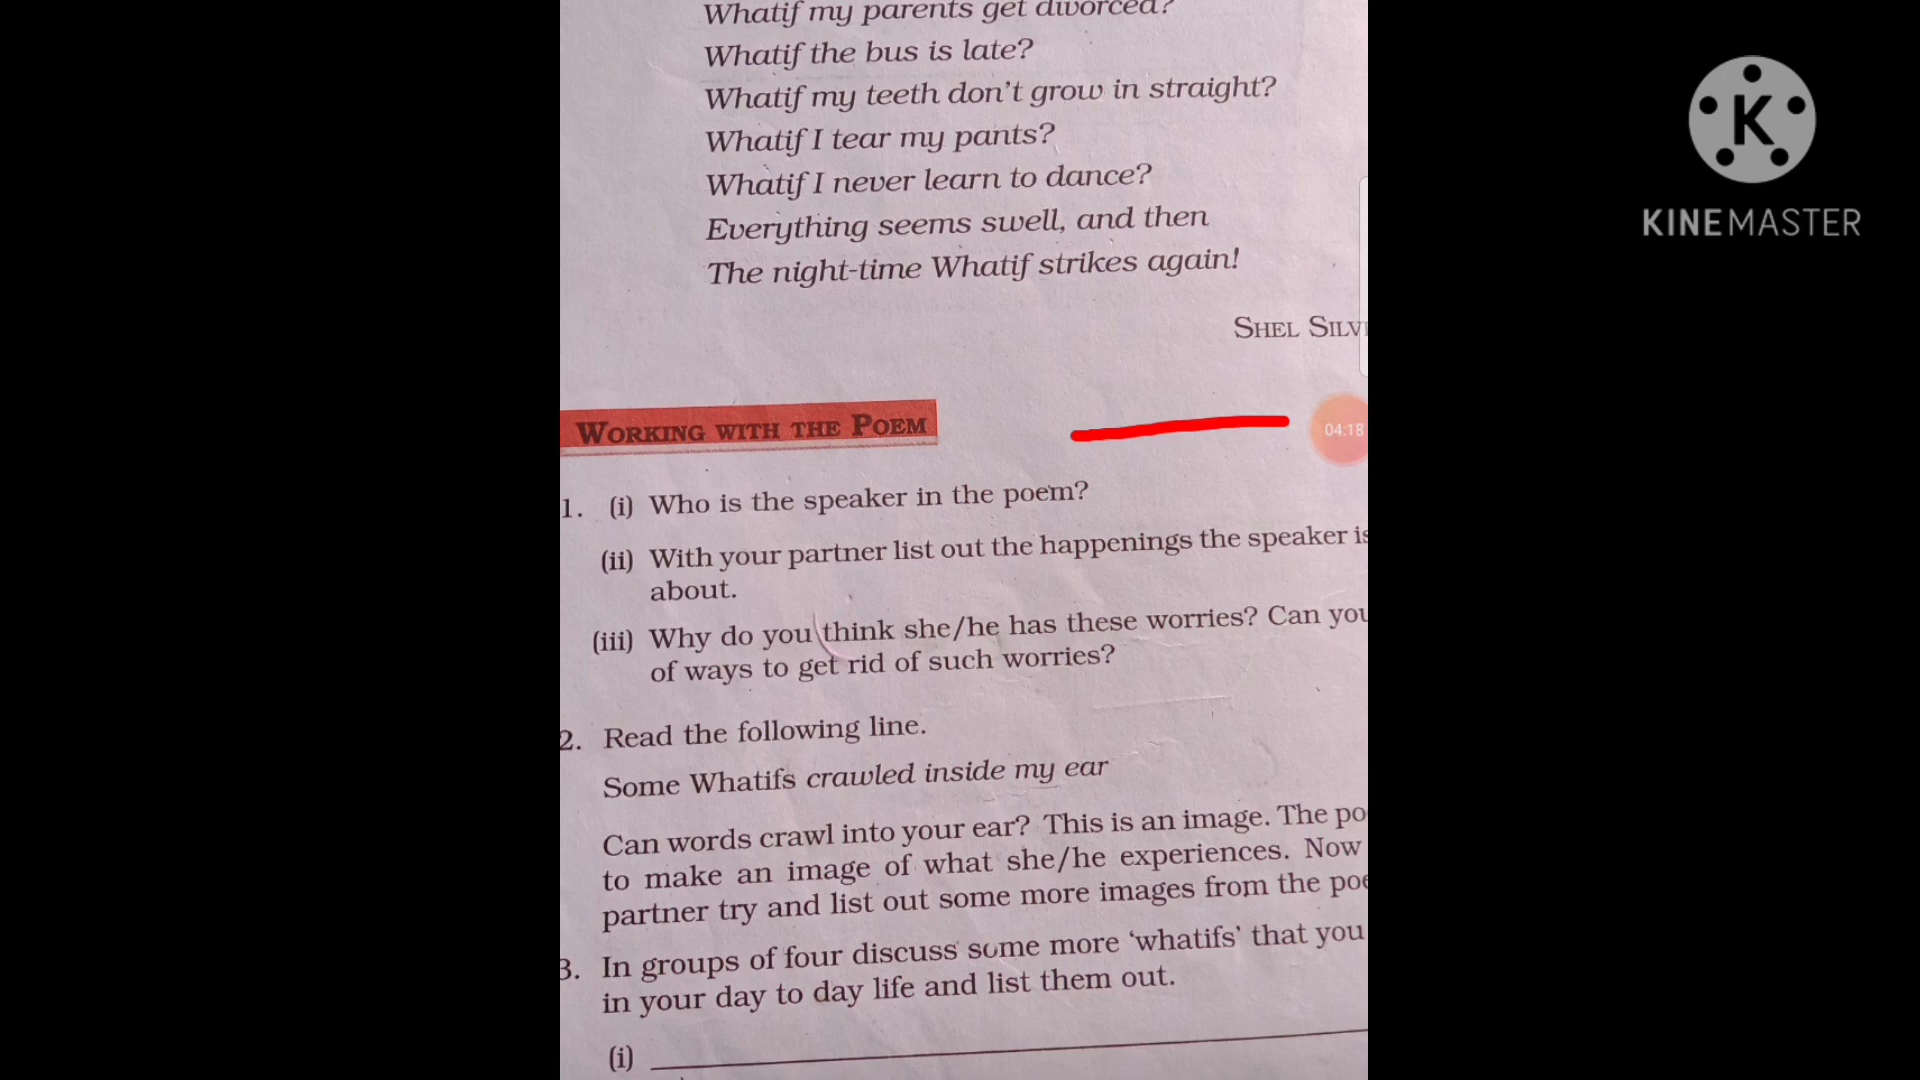 Whatif my parents get divorced?
Whatif the bus is late?
Whatif my teeth don't grow in straight?
Whatif I tear my pants?
Whatif I never learn to dance?
Everything seems swell, and then
The night-time Whatif strikes again!
SHEL SILV
WORKING WITH THE POEM
04:18
1. (i) Who is the speaker in the poem?
(ii) With your partner list out the happenings the speaker is
about.
(iii) Why do you think she/he has these worries? Can you
of ways to get rid of such worries?
2. Read the following line.
Some Whatifs crawled inside my ear
Can words crawl into your ear? This is an image. The po
to make an image of what she/he experiences. Now
partner try and list out some more images from the poe
3. In groups of four discuss some more 'whatifs' that you
in your day to day life and list them out.
(i)
K
KINEMASTER